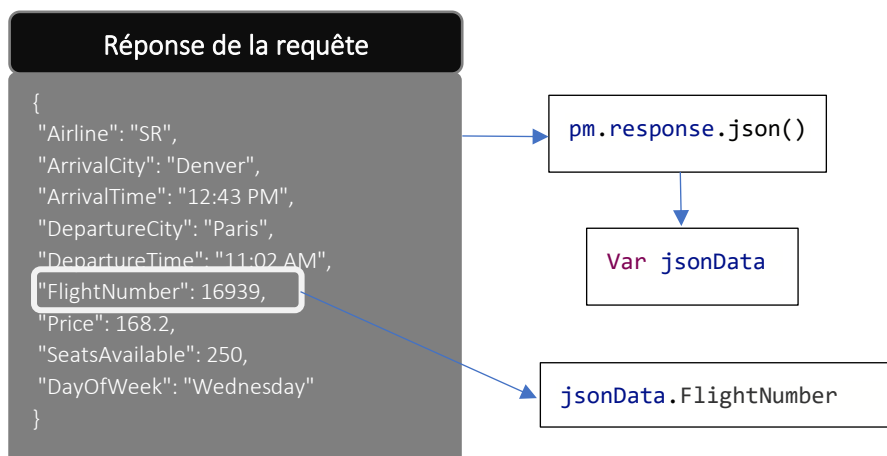 Réponse de la requête
{
"Airline": "SR",
"ArrivalCity": "Denver",
"ArrivalTime": "12:43 PM",
"DepartureCity": "Paris",
"DepartureTime": "11:02 AM",
"FlightNumber": 16939,
"Price": 168.2,
"SeatsAvailable": 250,
"DayOfWeek": "Wednesday"
}
pm.response.json()
Var jsonData
jsonData.FlightNumber